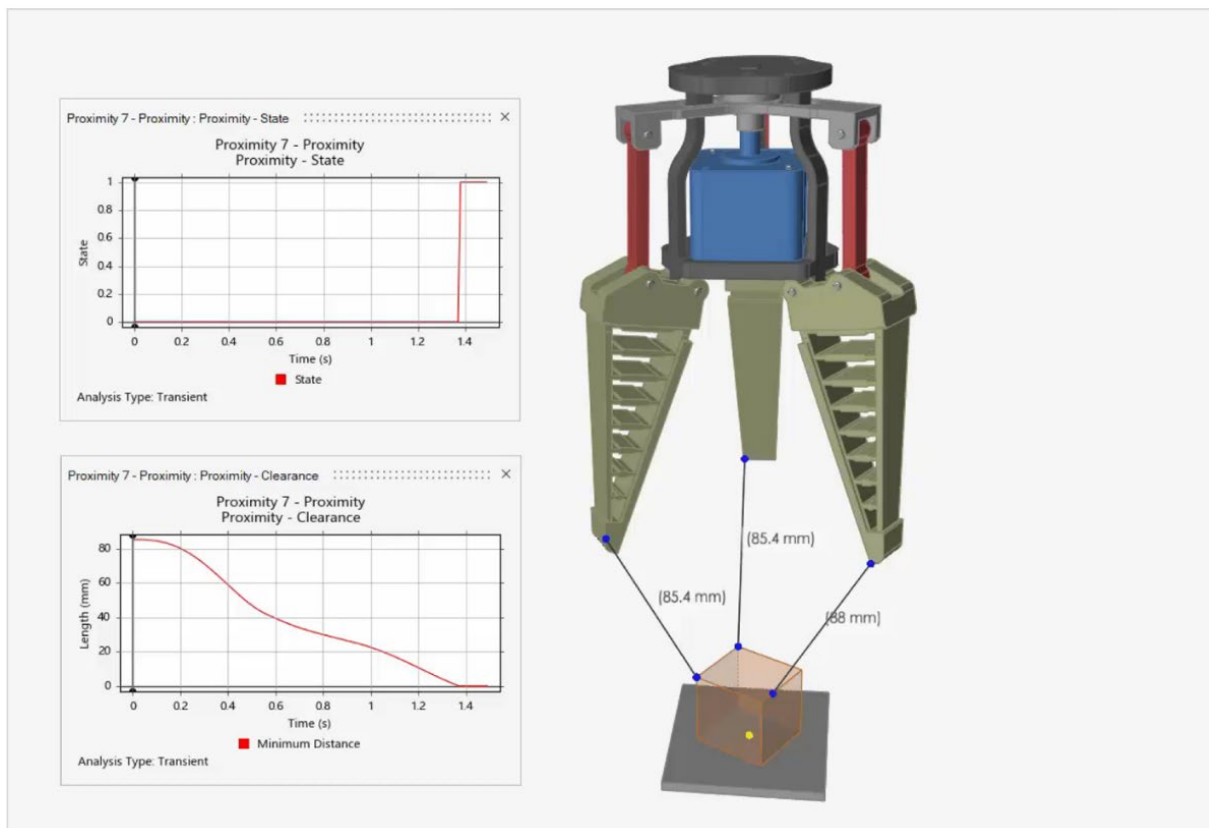 Proximity 7 - Proximity : Proximity - State
Proximity 7 - Proximity
Proximity - State
1
0.8
0.6
0.4
0.2
0
State
0 0.2 0.4 0.6 0.8 1 1.2 1.4
Time (s)
State
Analysis Type: Transient
Proximity 7 - Proximity : Proximity - Clearance
Proximity 7 - Proximity
Proximity - Clearance
80
60
40
20
0
Length (mm)
0 0.2 0.4 0.6 0.8 1 1.2 1.4
Time (s)
Minimum Distance
Analysis Type: Transient
(85.4 mm)
(85.4 mm)
(88 mm)